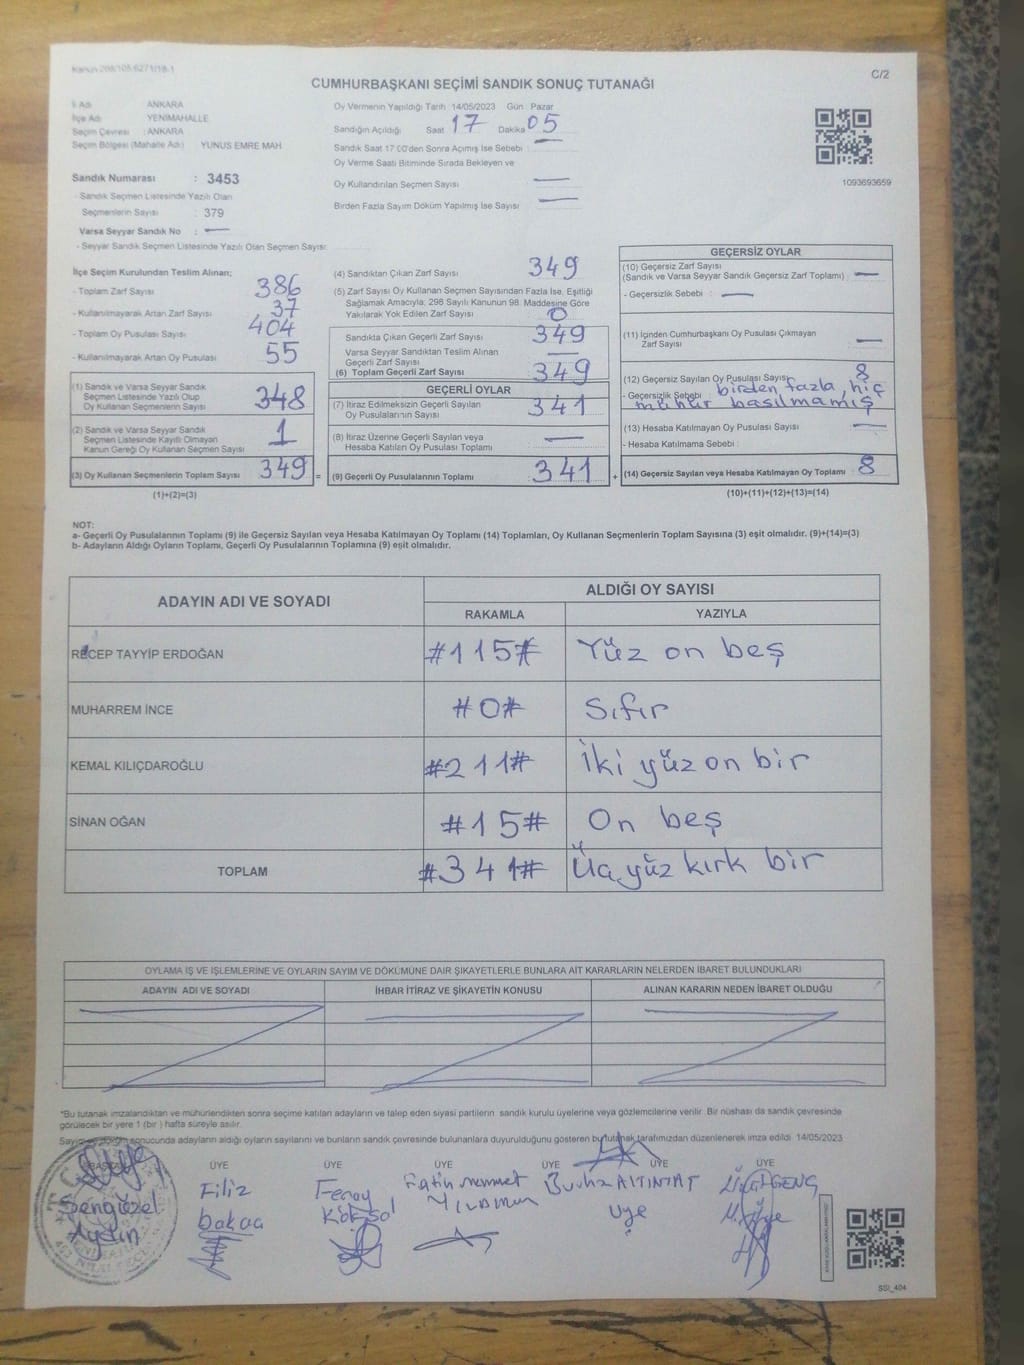 Kanun 298/105-6271/18-1
C/2
CUMHURBAŞKANI SEÇİMİ SANDIK SONUÇ TUTANAĞI
İl Adı ANKARA
İlçe Adı YENİMAHALLE
Seçim Çevresi : ANKARA
Seçim Bölgesi (Mahalle Adı) YUNUS EMRE MAH
Sandık Numarası : 3453
- Sandık Seçmen Listesinde Yazılı Olan
Seçmenlerin Sayısı : 379
Varsa Seyyar Sandık No : —
- Seyyar Sandık Seçmen Listesinde Yazılı Olan Seçmen Sayısı:
Oy Vermenin Yapıldığı Tarih 14/05/2023 Gün Pazar
Sandığın Açıldığı Saat 17 Dakika 05
Sandık Saat 17:00'den Sonra Açımış İse Sebebi : —
Oy Verme Saati Bitiminde Sırada Bekleyen ve
Oy Kullandırılan Seçmen Sayısı —
Birden Fazla Sayım Döküm Yapılmış İse Sayısı —
1093693659
İlçe Seçim Kurulundan Teslim Alınan;
- Toplam Zarf Sayısı 386
- Kullanılmayarak Artan Zarf Sayısı 37
- Toplam Oy Pusulası Sayısı 404
- Kullanılmayarak Artan Oy Pusulası 55
(1) Sandık ve Varsa Seyyar Sandık
Seçmen Listesinde Yazılı Olup
Oy Kullanan Seçmenlerin Sayısı 348
(2) Sandık ve Varsa Seyyar Sandık
Seçmen Listesinde Kayıtlı Olmayan
Kanun Gereği Oy Kullanan Seçmen Sayısı 1
(3) Oy Kullanan Seçmenlerin Toplam Sayısı 349 =
(1)+(2)=(3)
(4) Sandıktan Çıkan Zarf Sayısı 349
(5) Zarf Sayısı Oy Kullanan Seçmen Sayısından Fazla İse, Eşitliği
Sağlamak Amacıyla; 298 Sayılı Kanunun 98. Maddesine Göre
Yakılarak Yok Edilen Zarf Sayısı 0
Sandıkta Çıkan Geçerli Zarf Sayısı 349
Varsa Seyyar Sandıktan Teslim Alınan
Geçerli Zarf Sayısı —
(6) Toplam Geçerli Zarf Sayısı 349
GEÇERLİ OYLAR
(7) İtiraz Edilmeksizin Geçerli Sayılan
Oy Pusulalarının Sayısı 341
(8) İtiraz Üzerine Geçerli Sayılan veya
Hesaba Katılan Oy Pusulası Toplamı —
(9) Geçerli Oy Pusulalarının Toplamı 341 +
GEÇERSİZ OYLAR
(10) Geçersiz Zarf Sayısı
(Sandık ve Varsa Seyyar Sandık Geçersiz Zarf Toplamı) : —
- Geçersizlik Sebebi : —
(11) İçinden Cumhurbaşkanı Oy Pusulası Çıkmayan
Zarf Sayısı —
(12) Geçersiz Sayılan Oy Pusulası Sayısı 8
- Geçersizlik Sebebi : birden fazla, hiç
mühür basılmamış
(13) Hesaba Katılmayan Oy Pusulası Sayısı —
- Hesaba Katılmama Sebebi :
(14) Geçersiz Sayılan veya Hesaba Katılmayan Oy Toplamı : 8
(10)+(11)+(12)+(13)=(14)
NOT:
a- Geçerli Oy Pusulalarının Toplamı (9) ile Geçersiz Sayılan veya Hesaba Katılmayan Oy Toplamı (14) Toplamları, Oy Kullanan Seçmenlerin Toplam Sayısına (3) eşit olmalıdır. (9)+(14)=(3)
b- Adayların Aldığı Oyların Toplamı, Geçerli Oy Pusulalarının Toplamına (9) eşit olmalıdır.
ADAYIN ADI VE SOYADI
ALDIĞI OY SAYISI
RAKAMLA YAZIYLA
RECEP TAYYİP ERDOĞAN #115# Yüz on beş
MUHARREM İNCE #0# Sıfır
KEMAL KILIÇDAROĞLU #211# İki yüz on bir
SİNAN OĞAN #15# On beş
TOPLAM #341# Üç yüz kırk bir
OYLAMA İŞ VE İŞLEMLERİNE VE OYLARIN SAYIM VE DÖKÜMÜNE DAİR ŞİKAYETLERLE BUNLARA AİT KARARLARIN NELERDEN İBARET BULUNDUKLARI
ADAYIN ADI VE SOYADI İHBAR İTİRAZ VE ŞİKAYETİN KONUSU ALINAN KARARIN NEDEN İBARET OLDUĞU
*Bu tutanak imzalandıktan ve mühürlendikten sonra seçime katılan adayların ve talep eden siyasi partilerin sandık kurulu üyelerine veya gözlemcilerine verilir. Bir nüshası da sandık çevresinde
görülecek bir yere 1 (bir ) hafta süreyle asılır.
Sayım ve döküm sonucunda adayların aldığı oyların sayılarını ve bunların sandık çevresinde bulunanlara duyurulduğunu gösteren bu tutanak tarafımızdan düzenlenerek imza edildi. 14/05/2023
BAŞKAN ÜYE ÜYE ÜYE ÜYE ÜYE ÜYE
Şengüzel Aydın
Filiz
Feray Köksal
Fatih Mehmet
ALTINTAŞ
Üye
GENÇ
SSİ_404